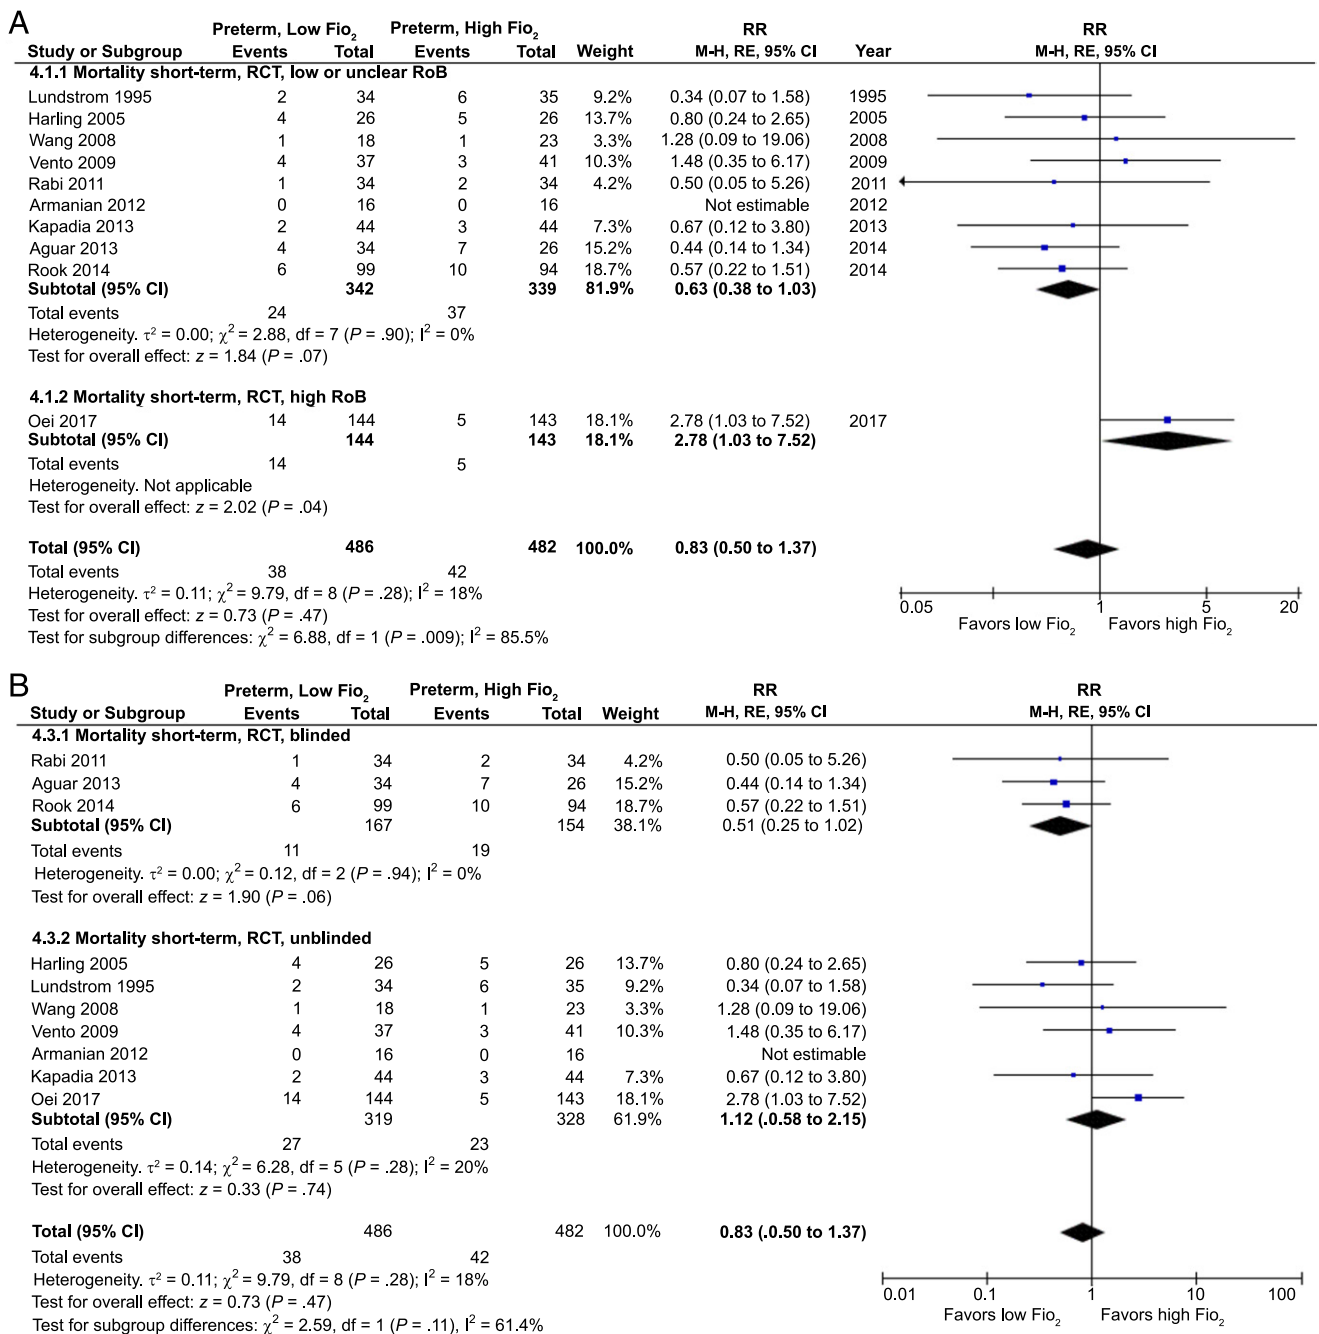 A
Preterm, Low Fio2 Preterm, High Fio2 RR RR
Study or Subgroup Events Total Events Total Weight M-H, RE, 95% CI Year M-H, RE, 95% CI
4.1.1 Mortality short-term, RCT, low or unclear RoB
Lundstrom 1995 2 34 6 35 9.2% 0.34 (0.07 to 1.58) 1995
Harling 2005 4 26 5 26 13.7% 0.80 (0.24 to 2.65) 2005
Wang 2008 1 18 1 23 3.3% 1.28 (0.09 to 19.06) 2008
Vento 2009 4 37 3 41 10.3% 1.48 (0.35 to 6.17) 2009
Rabi 2011 1 34 2 34 4.2% 0.50 (0.05 to 5.26) 2011
Armanian 2012 0 16 0 16 Not estimable 2012
Kapadia 2013 2 44 3 44 7.3% 0.67 (0.12 to 3.80) 2013
Aguar 2013 4 34 7 26 15.2% 0.44 (0.14 to 1.34) 2014
Rook 2014 6 99 10 94 18.7% 0.57 (0.22 to 1.51) 2014
Subtotal (95% CI) 342 339 81.9% 0.63 (0.38 to 1.03)
Total events 24 37
Heterogeneity. τ² = 0.00; χ² = 2.88, df = 7 (P = .90); I² = 0%
Test for overall effect: z = 1.84 (P = .07)
4.1.2 Mortality short-term, RCT, high RoB
Oei 2017 14 144 5 143 18.1% 2.78 (1.03 to 7.52) 2017
Subtotal (95% CI) 144 143 18.1% 2.78 (1.03 to 7.52)
Total events 14 5
Heterogeneity. Not applicable
Test for overall effect: z = 2.02 (P = .04)
Total (95% CI) 486 482 100.0% 0.83 (0.50 to 1.37)
Total events 38 42
Heterogeneity. τ² = 0.11; χ² = 9.79, df = 8 (P = .28); I² = 18%
Test for overall effect: z = 0.73 (P = .47)
Test for subgroup differences: χ² = 6.88, df = 1 (P = .009); I² = 85.5%
0.05 1 5 20
Favors low Fio2 Favors high Fio2
B
Preterm, Low Fio2 Preterm, High Fio2 RR RR
Study or Subgroup Events Total Events Total Weight M-H, RE, 95% CI M-H, RE, 95% CI
4.3.1 Mortality short-term, RCT, blinded
Rabi 2011 1 34 2 34 4.2% 0.50 (0.05 to 5.26)
Aguar 2013 4 34 7 26 15.2% 0.44 (0.14 to 1.34)
Rook 2014 6 99 10 94 18.7% 0.57 (0.22 to 1.51)
Subtotal (95% CI) 167 154 38.1% 0.51 (0.25 to 1.02)
Total events 11 19
Heterogeneity. τ² = 0.00; χ² = 0.12, df = 2 (P = .94); I² = 0%
Test for overall effect: z = 1.90 (P = .06)
4.3.2 Mortality short-term, RCT, unblinded
Harling 2005 4 26 5 26 13.7% 0.80 (0.24 to 2.65)
Lundstrom 1995 2 34 6 35 9.2% 0.34 (0.07 to 1.58)
Wang 2008 1 18 1 23 3.3% 1.28 (0.09 to 19.06)
Vento 2009 4 37 3 41 10.3% 1.48 (0.35 to 6.17)
Armanian 2012 0 16 0 16 Not estimable
Kapadia 2013 2 44 3 44 7.3% 0.67 (0.12 to 3.80)
Oei 2017 14 144 5 143 18.1% 2.78 (1.03 to 7.52)
Subtotal (95% CI) 319 328 61.9% 1.12 (.0.58 to 2.15)
Total events 27 23
Heterogeneity. τ² = 0.14; χ² = 6.28, df = 5 (P = .28); I² = 20%
Test for overall effect: z = 0.33 (P = .74)
Total (95% CI) 486 482 100.0% 0.83 (.0.50 to 1.37)
Total events 38 42
Heterogeneity. τ² = 0.11; χ² = 9.79, df = 8 (P = .28); I² = 18%
Test for overall effect: z = 0.73 (P = .47)
Test for subgroup differences: χ² = 2.59, df = 1 (P = .11), I² = 61.4%
0.01 0.1 1 10 100
Favors low Fio2 Favors high Fio2